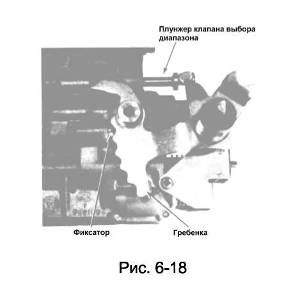 Плунжер клапана выбора
диапазона
Фиксатор
Гребенка
Рис. 6-18